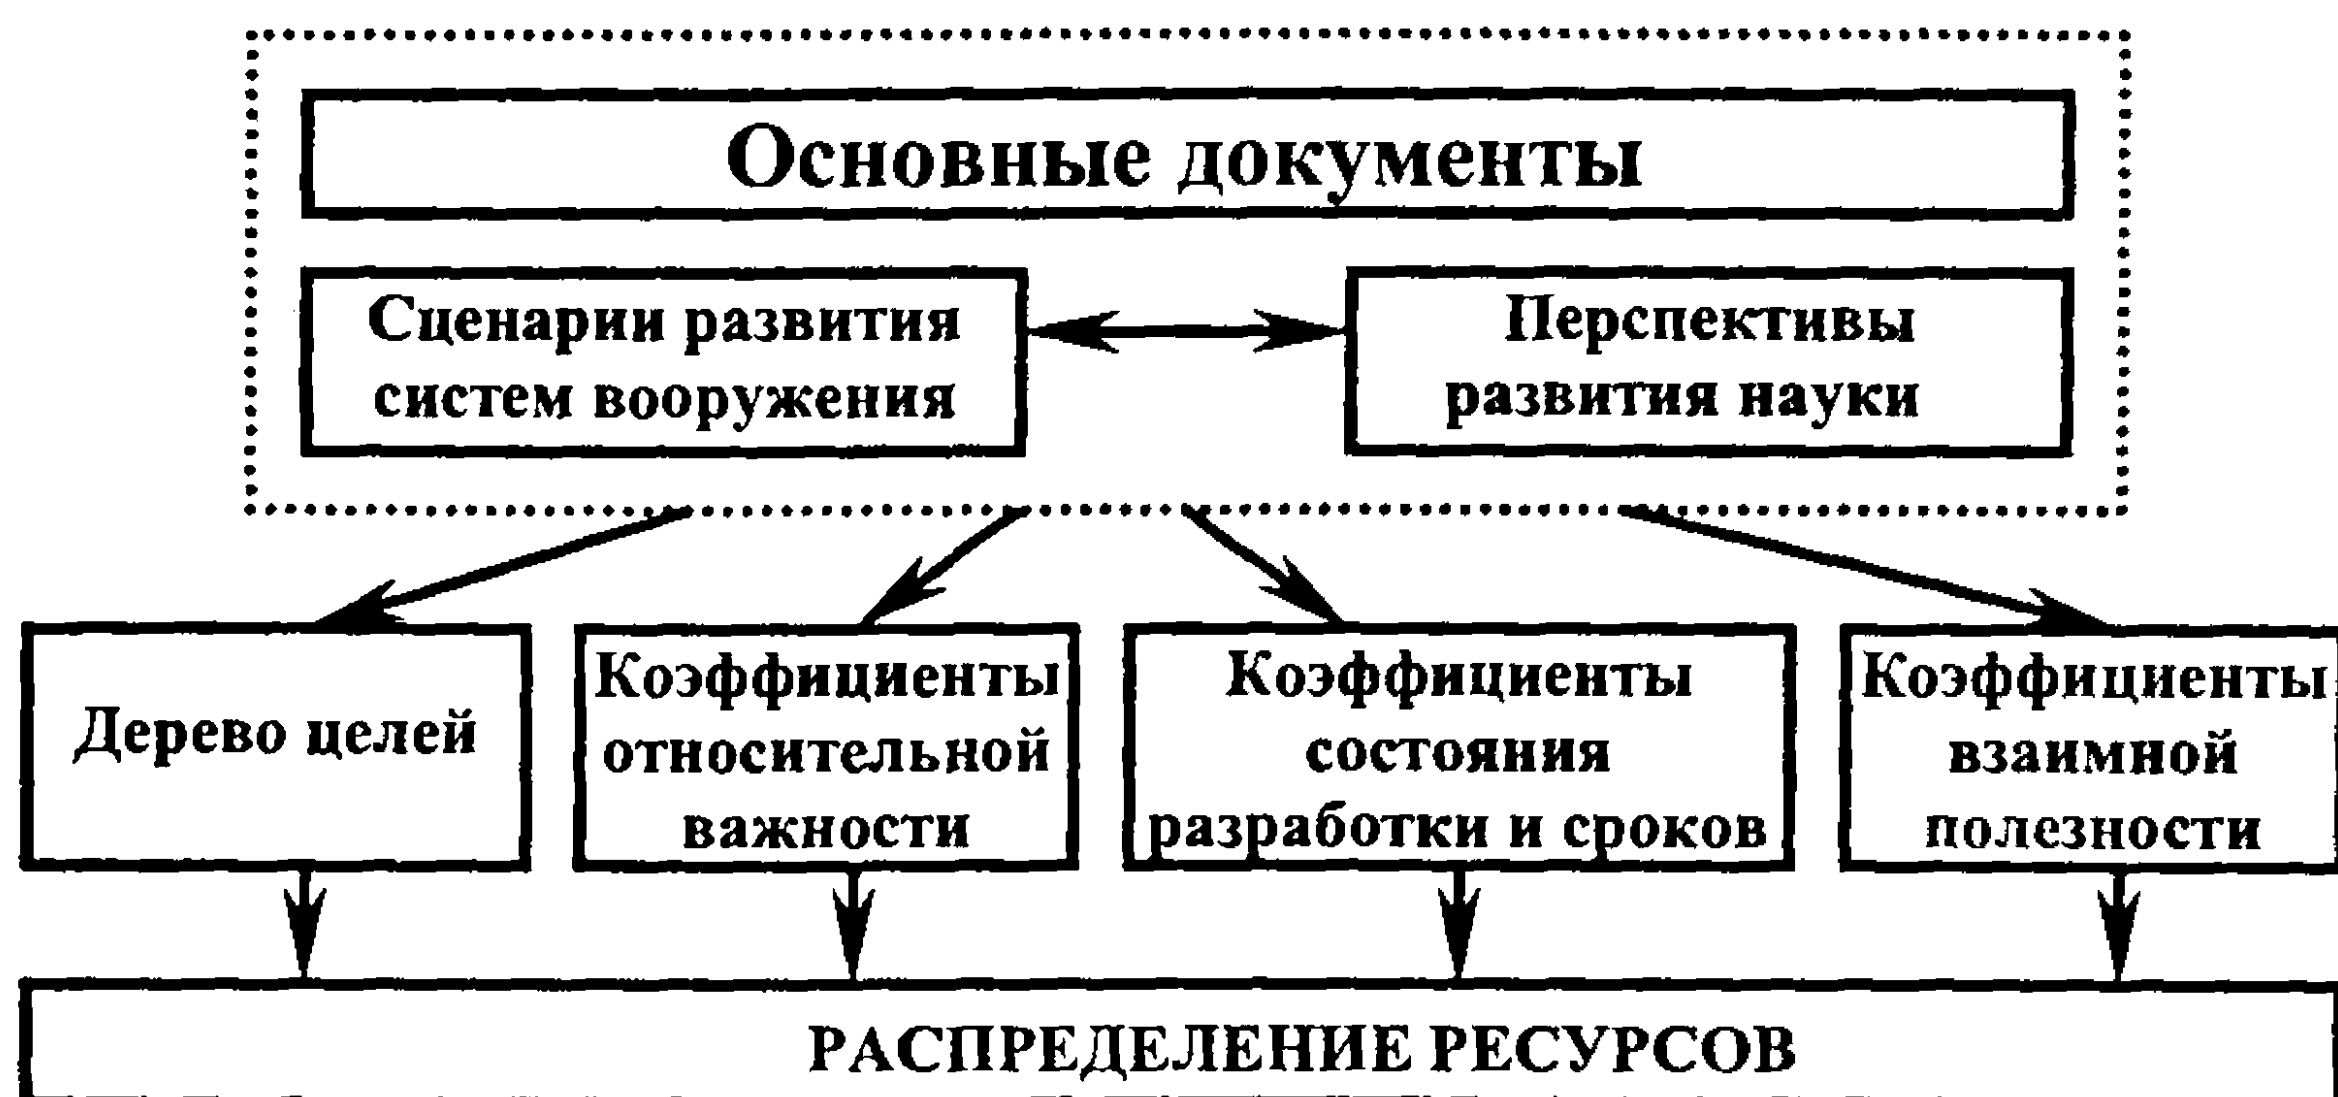 Основные документы
Сценарии развития
систем вооружения
Перспективы
развития науки
Дерево целей
Коэффициенты
относительной
важности
Коэффициенты
состояния
разработки и сроков
Коэффициенты
взаимной
полезности
РАСПРЕДЕЛЕНИЕ РЕСУРСОВ